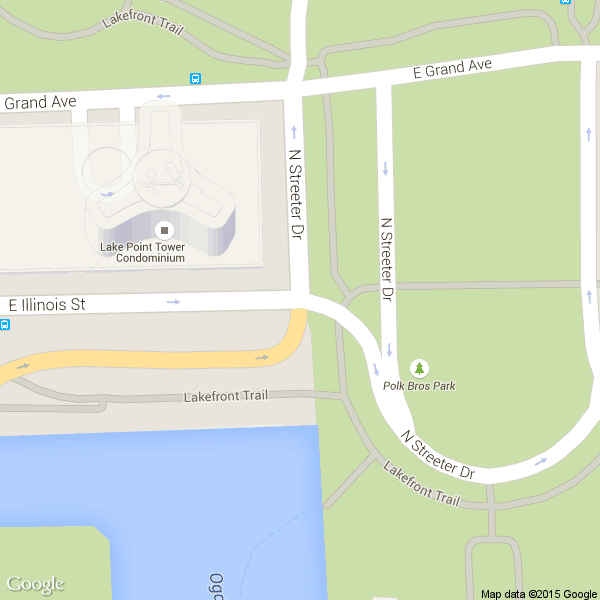 Lakefront Trail
E Grand Ave
Grand Ave
N Streeter Dr
N Streeter Dr
Lake Point Tower
Condominium
E Illinois St
Polk Bros Park
Lakefront Trail
N Streeter Dr
Lakefront Trail
Ogd
Google
Map data ©2015 Google